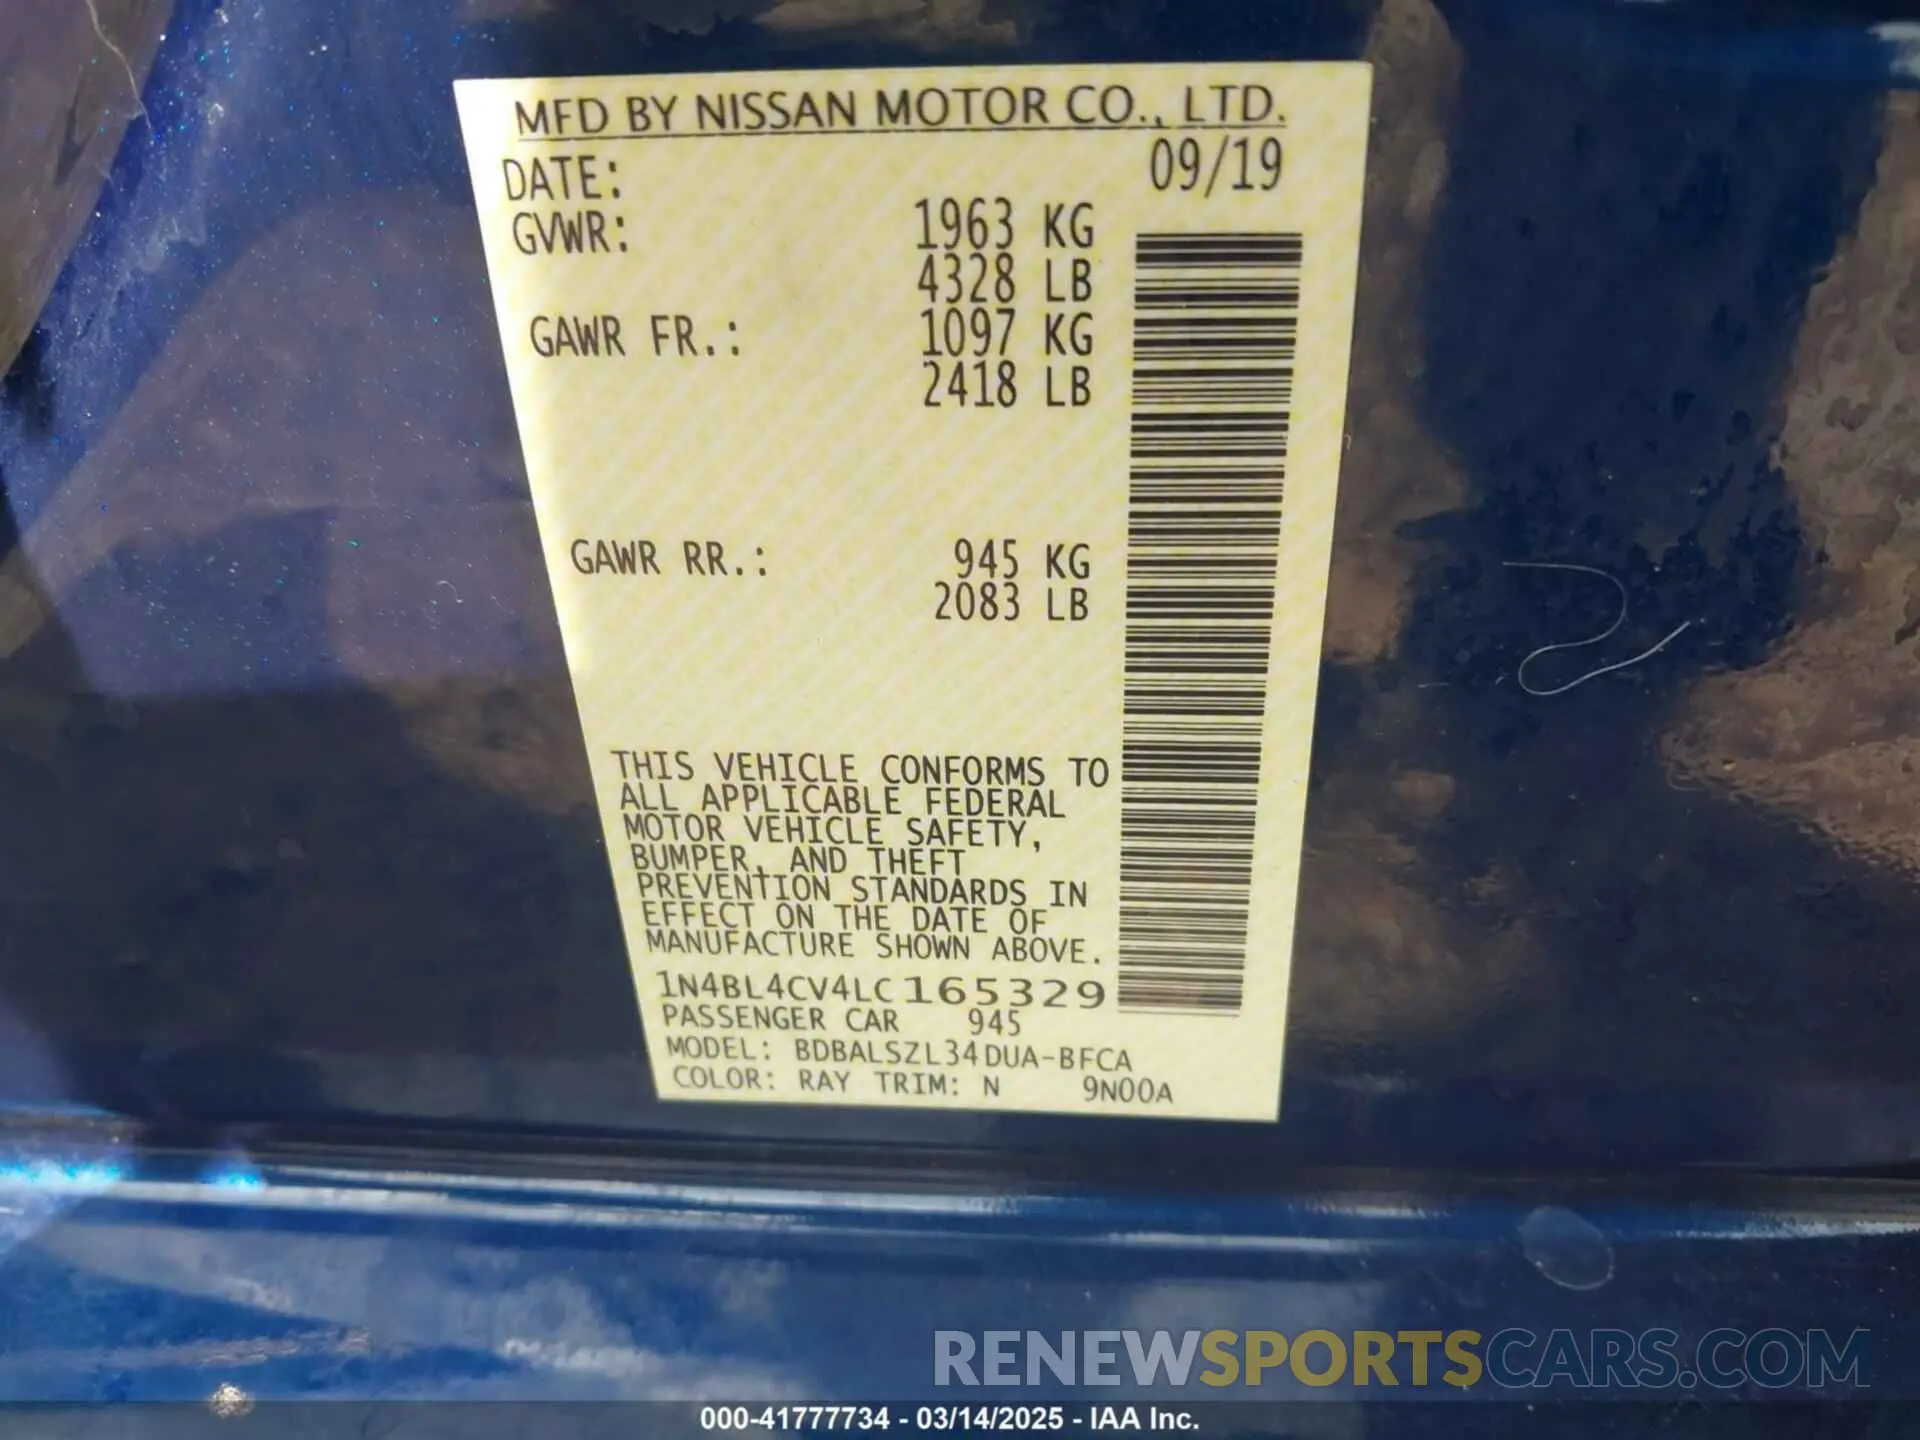 MFD BY NISSAN MOTOR CO., LTD.
DATE: 09/19
GVWR: 1963 KG
4328 LB
GAWR FR.: 1097 KG
2418 LB
GAWR RR.: 945 KG
2083 LB
THIS VEHICLE CONFORMS TO
ALL APPLICABLE FEDERAL
MOTOR VEHICLE SAFETY,
BUMPER, AND THEFT
PREVENTION STANDARDS IN
EFFECT ON THE DATE OF
MANUFACTURE SHOWN ABOVE.
1N4BL4CV4LC165329
PASSENGER CAR 945
MODEL: BDBALSZL34DUA-BFCA
COLOR: RAY TRIM: N 9N00A
RENEWSPORTSCARS.COM
000-41777734 - 03/14/2025 - IAA Inc.